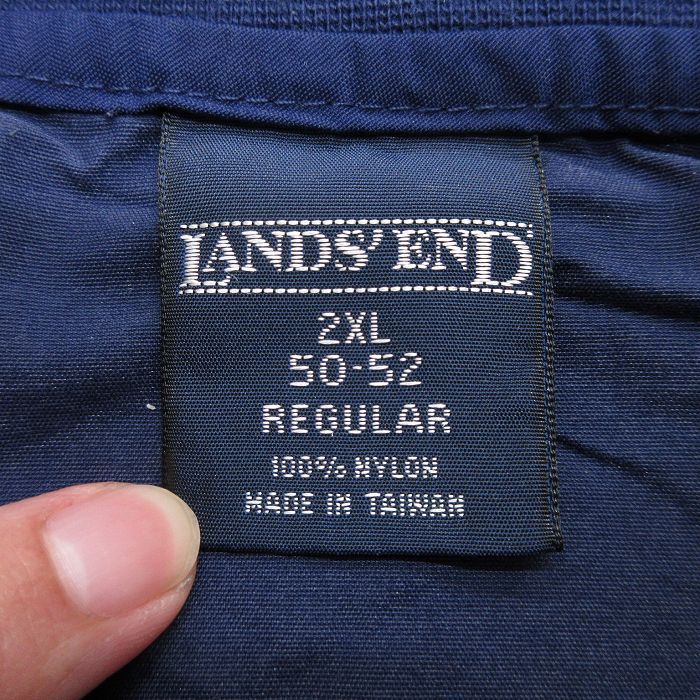 LANDS' END
2XL
50-52
REGULAR
100% NYLON
MADE IN TAIWAN